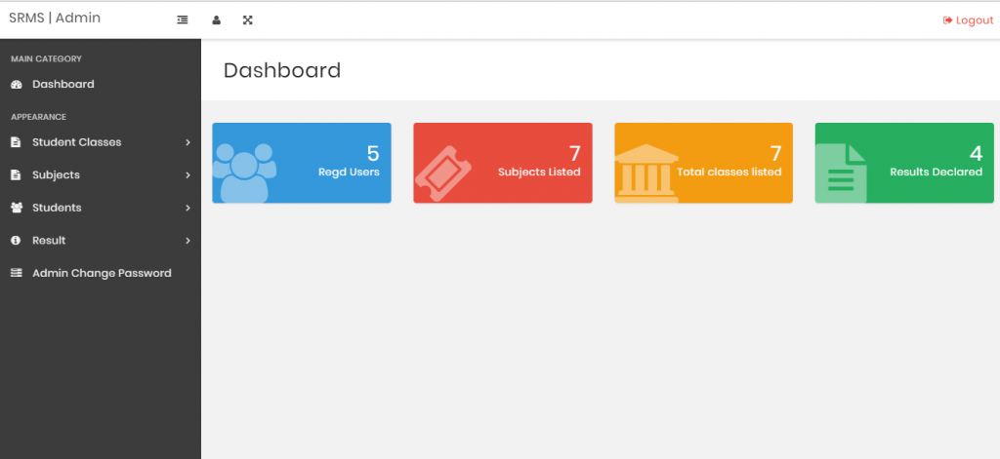 SRMS | Admin
Logout
MAIN CATEGORY
Dashboard
APPEARANCE
Student Classes
Subjects
Students
Result
Admin Change Password
Dashboard
5
Regd Users
7
Subjects Listed
7
Total classes listed
4
Results Declared